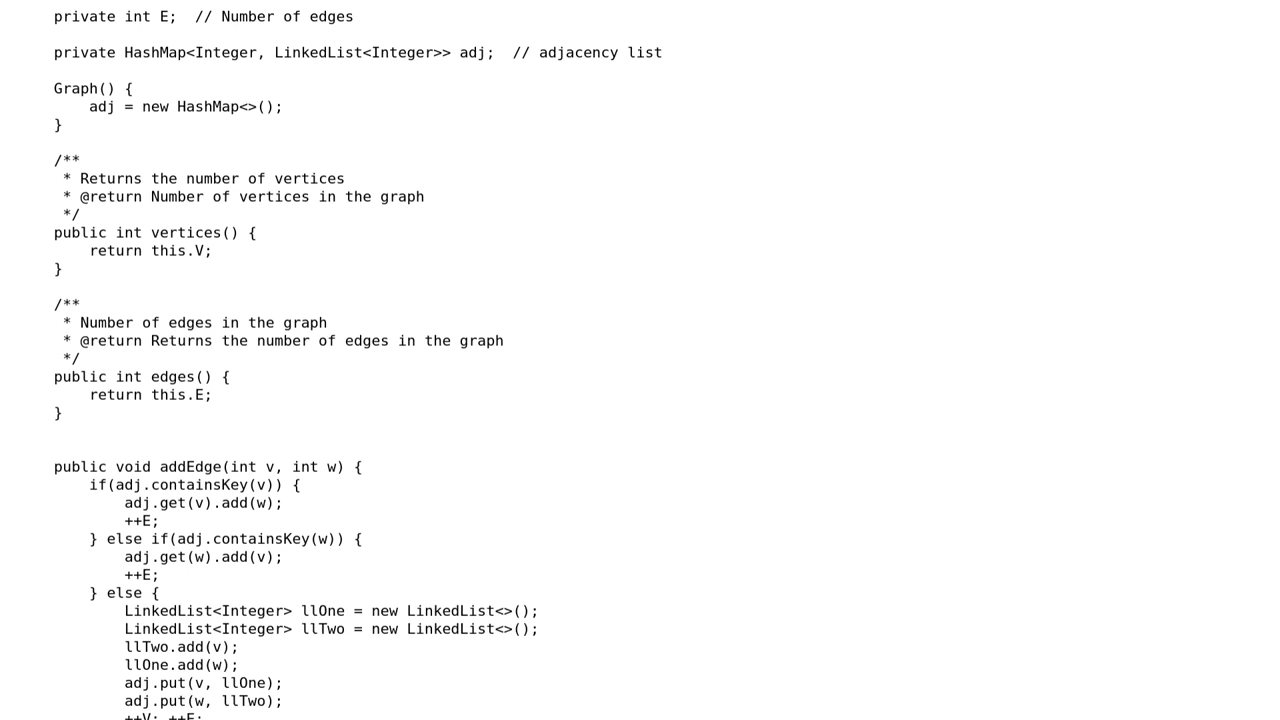 private int E;  // Number of edges
private HashMap<Integer, LinkedList<Integer>> adj;  // adjacency list
Graph() {
    adj = new HashMap<>();
}
/**
 * Returns the number of vertices
 * @return Number of vertices in the graph
 */
public int vertices() {
    return this.V;
}
/**
 * Number of edges in the graph
 * @return Returns the number of edges in the graph
 */
public int edges() {
    return this.E;
}
public void addEdge(int v, int w) {
    if(adj.containsKey(v)) {
        adj.get(v).add(w);
        ++E;
    } else if(adj.containsKey(w)) {
        adj.get(w).add(v);
        ++E;
    } else {
        LinkedList<Integer> llOne = new LinkedList<>();
        LinkedList<Integer> llTwo = new LinkedList<>();
        llTwo.add(v);
        llOne.add(w);
        adj.put(v, llOne);
        adj.put(w, llTwo);
        ++V; ++E;